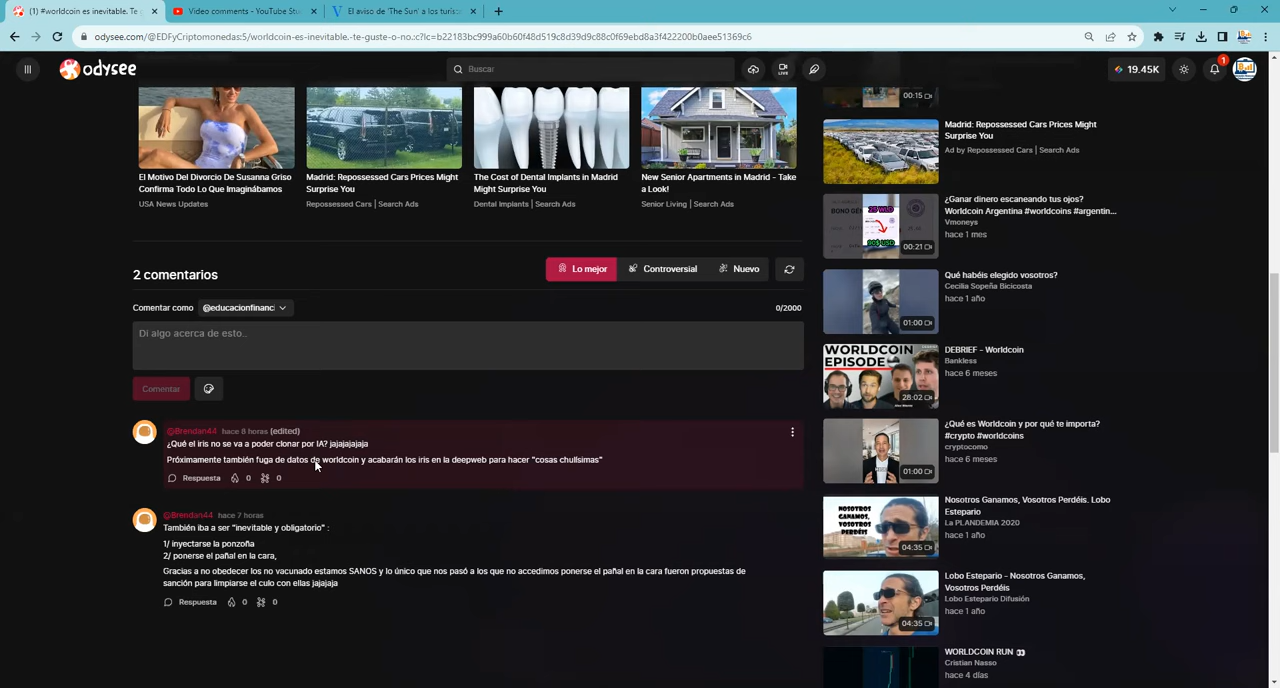 (1) #worldcoin es inevitable. Te g
Video comments - YouTube Stu
El aviso de 'The Sun' a los turis
odysee.com/@EDFyCriptomonedas:5/worldcoin-es-inevitable.-te-guste-o-no.:c?lc=b22183bc999a60b60f48d519c8d39d9c88c0f69ebd8a3f422200b0aee51369c6
odysee
Buscar
LIVE
19.45K
1
00:15
Madrid: Repossessed Cars Prices Might
Surprise You
Ad by Repossessed Cars | Search Ads
El Motivo Del Divorcio De Susanna Griso
Confirma Todo Lo Que Imaginábamos
USA News Updates
Madrid: Repossessed Cars Prices Might
Surprise You
Repossessed Cars | Search Ads
The Cost of Dental Implants in Madrid
Might Surprise You
Dental Implants | Search Ads
New Senior Apartments in Madrid - Take
a Look!
Senior Living | Search Ads
2 comentarios
Lo mejor
Controversial
Nuevo
Comentar como
@educacionfinanci
0/2000
Di algo acerca de esto..
Comentar
@Brendan44 hace 8 horas (edited)
¿Qué el iris no se va a poder clonar por IA? jajajajajaja
Próximamente también fuga de datos de worldcoin y acabarán los iris en la deepweb para hacer "cosas chulísimas"
Respuesta 0 0
@Brendan44 hace 7 horas
También iba a ser "inevitable y obligatorio" :
1/ inyectarse la ponzoña
2/ ponerse el pañal en la cara,
Gracias a no obedecer los no vacunado estamos SANOS y lo único que nos pasó a los que no accedimos ponerse el pañal en la cara fueron propuestas de
sanción para limpiarse el culo con ellas jajajaja
Respuesta 0 0
¿Ganar dinero escaneando tus ojos?
Worldcoin Argentina #worldcoins #argentin...
Vmoneys
hace 1 mes
00:21
Qué habéis elegido vosotros?
Cecilia Sopeña Bicicosta
hace 1 año
01:00
WORLDCOIN
EPISODE
28:02
DEBRIEF - Worldcoin
Bankless
hace 6 meses
¿Qué es Worldcoin y por qué te importa?
#crypto #worldcoins
cryptocomo
hace 6 meses
01:00
NOSOTROS
GANAMOS,
VOSOTROS
PERDÉIS
04:35
Nosotros Ganamos, Vosotros Perdéis. Lobo
Estepario
La PLANDEMIA 2020
hace 1 año
04:35
Lobo Estepario - Nosotros Ganamos,
Vosotros Perdéis
Lobo Estepario Difusión
hace 1 año
WORLDCOIN RUN 👀
Cristian Nasso
hace 4 días